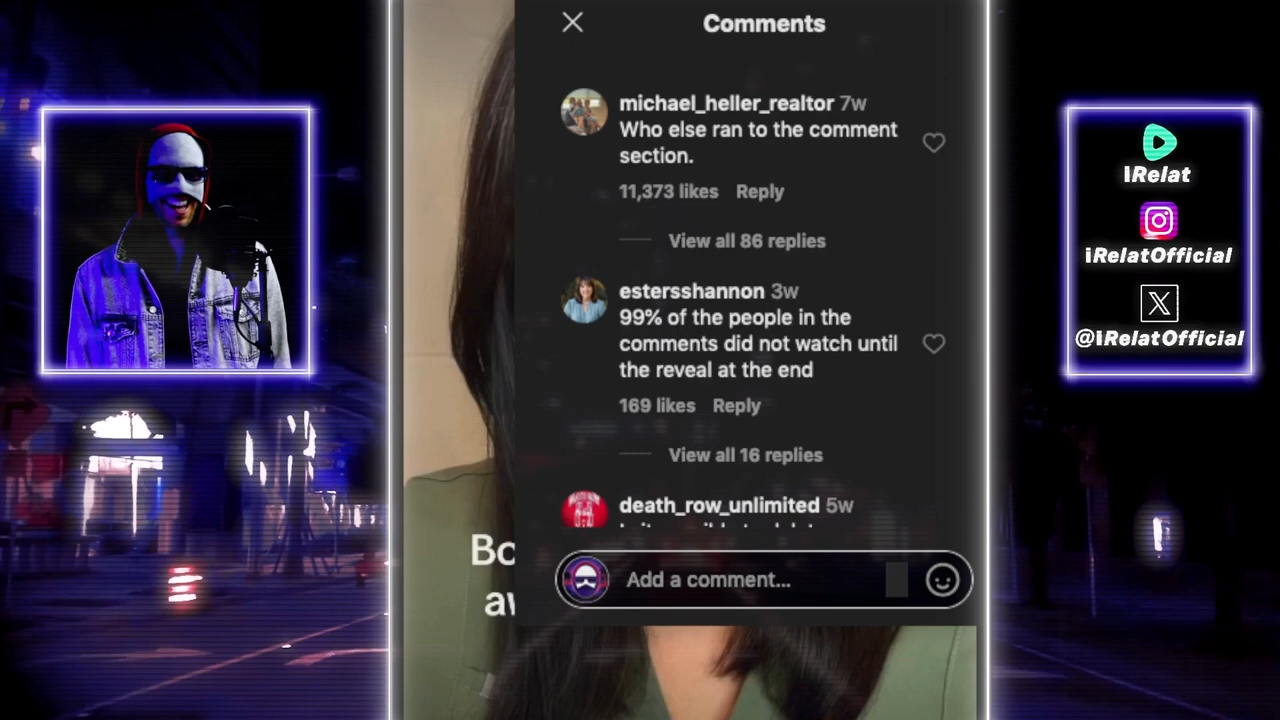 Comments
michael_heller_realtor 7w
Who else ran to the comment
section.
11,373 likes Reply
View all 86 replies
estersshannon 3w
99% of the people in the
comments did not watch until
the reveal at the end
169 likes Reply
View all 16 replies
death_row_unlimited 5w
Add a comment...
Bo
iRelat
iRelatOfficial
@iRelatOfficial